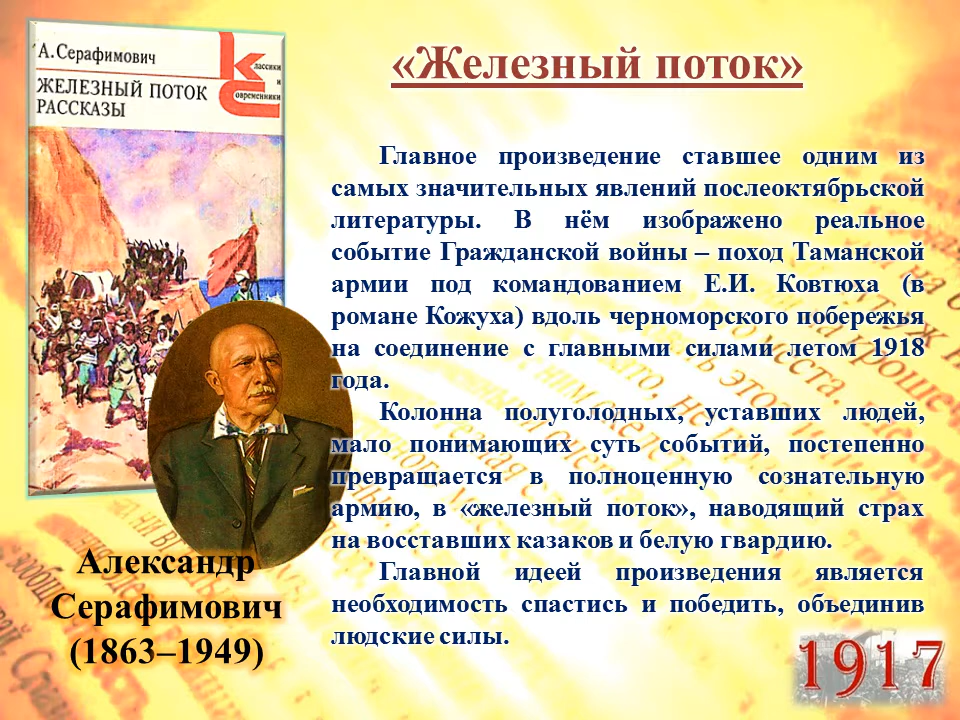 А. Серафимович
ЖЕЛЕЗНЫЙ ПОТОК
РАССКАЗЫ
классики
и
современники
«Железный поток»
Главное произведение ставшее одним из
самых значительных явлений послеоктябрьской
литературы. В нём изображено реальное
событие Гражданской войны – поход Таманской
армии под командованием Е.И. Ковтюха (в
романе Кожуха) вдоль черноморского побережья
на соединение с главными силами летом 1918
года.
Колонна полуголодных, уставших людей,
мало понимающих суть событий, постепенно
превращается в полноценную сознательную
армию, в «железный поток», наводящий страх
на восставших казаков и белую гвардию.
Главной идеей произведения является
необходимость спастись и победить, объединив
людские силы.
Александр
Серафимович
(1863–1949)
1917